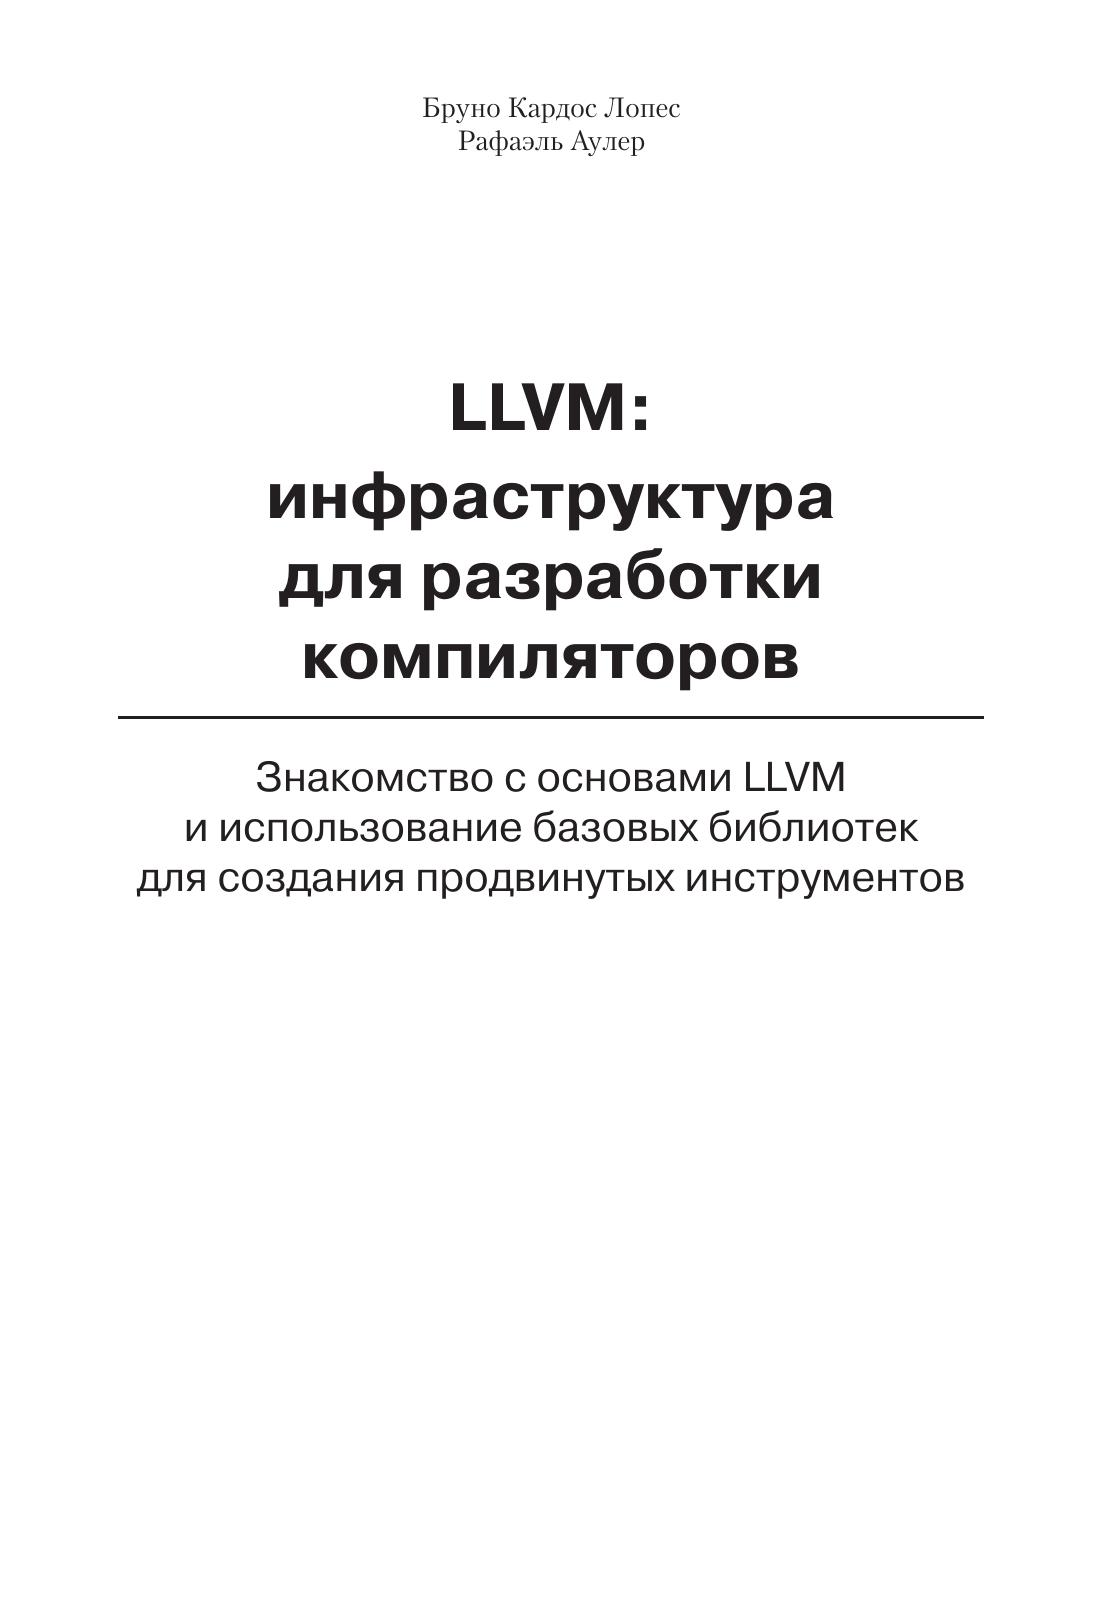 Бруно Кардос Лопес
Рафаэль Аулер
LLVM:
инфраструктура
для разработки
компиляторов
Знакомство с основами LLVM
и использование базовых библиотек
для создания продвинутых инструментов